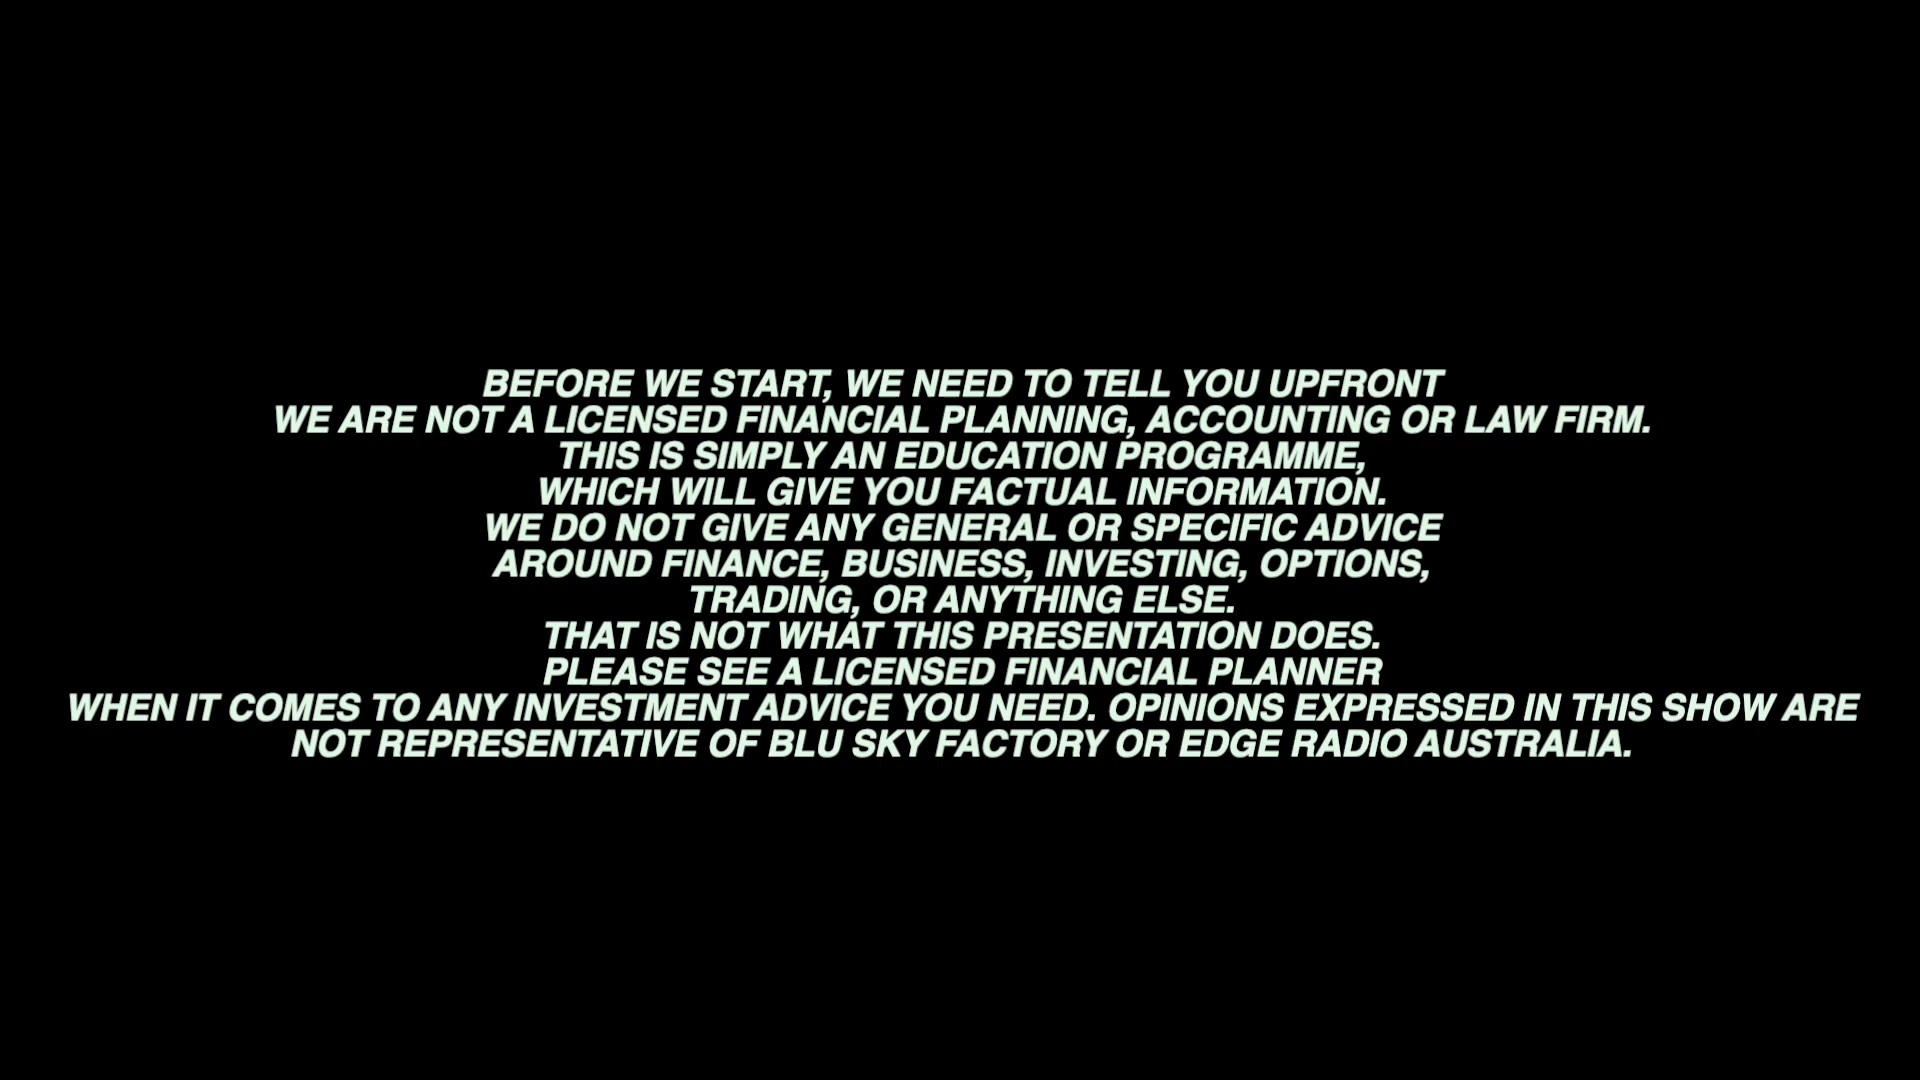 BEFORE WE START, WE NEED TO TELL YOU UPFRONT
WE ARE NOT A LICENSED FINANCIAL PLANNING, ACCOUNTING OR LAW FIRM.
THIS IS SIMPLY AN EDUCATION PROGRAMME,
WHICH WILL GIVE YOU FACTUAL INFORMATION.
WE DO NOT GIVE ANY GENERAL OR SPECIFIC ADVICE
AROUND FINANCE, BUSINESS, INVESTING, OPTIONS,
TRADING, OR ANYTHING ELSE.
THAT IS NOT WHAT THIS PRESENTATION DOES.
PLEASE SEE A LICENSED FINANCIAL PLANNER
WHEN IT COMES TO ANY INVESTMENT ADVICE YOU NEED. OPINIONS EXPRESSED IN THIS SHOW ARE
NOT REPRESENTATIVE OF BLU SKY FACTORY OR EDGE RADIO AUSTRALIA.